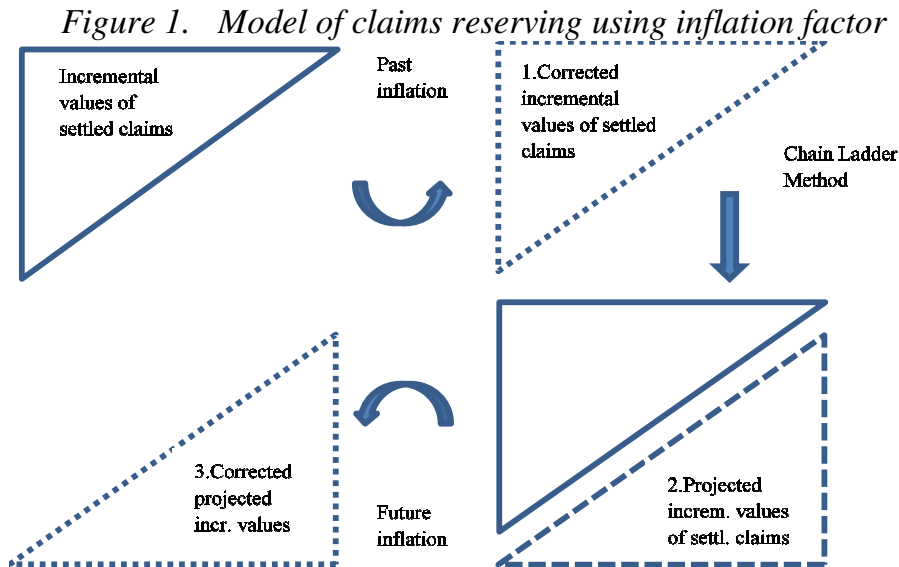 Figure 1. Model of claims reserving using inflation factor
Incremental
values of
settled claims
Past
inflation
1.Corrected
incremental
values of settled
claims
Chain Ladder
Method
2.Projected
increm. values
of settl. claims
Future
inflation
3.Corrected
projected
incr. values